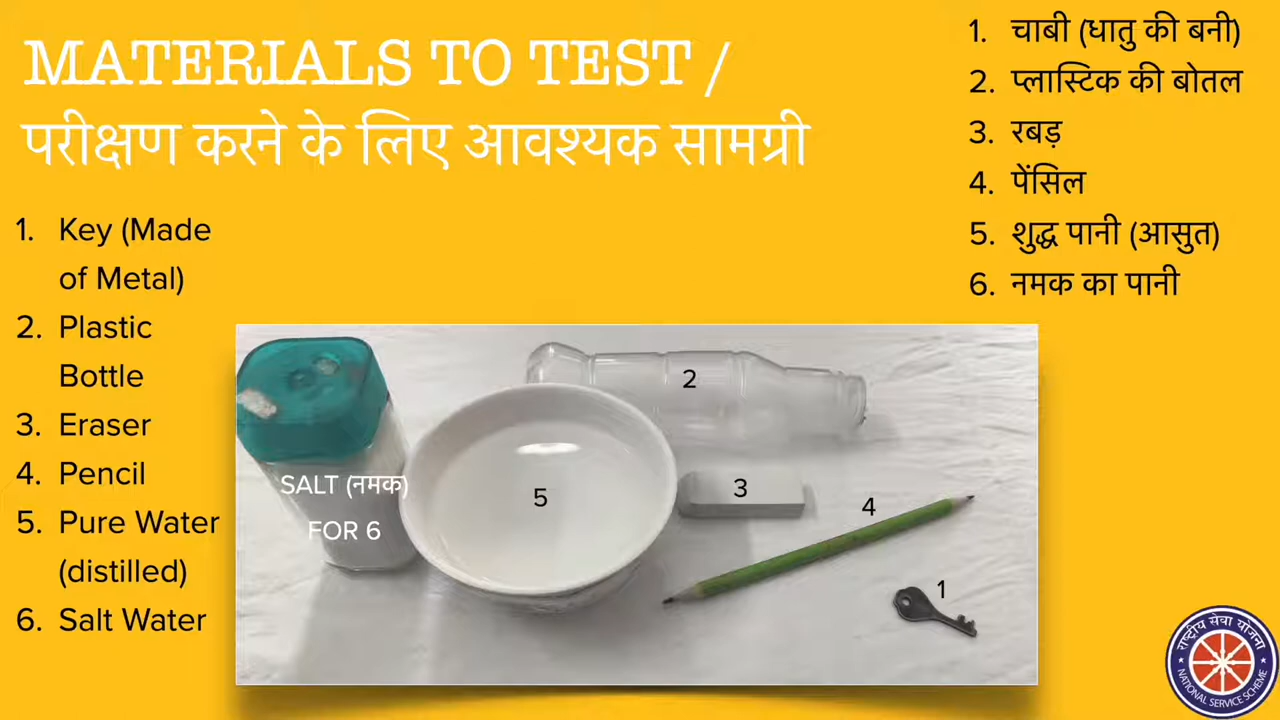 MATERIALS TO TEST /
परीक्षण करने के लिए आवश्यक सामग्री
1. Key (Made
of Metal)
2. Plastic
Bottle
3. Eraser
4. Pencil
5. Pure Water
(distilled)
6. Salt Water
1. चाबी (धातु की बनी)
2. प्लास्टिक की बोतल
3. रबड़
4. पेंसिल
5. शुद्ध पानी (आसुत)
6. नमक का पानी
2
SALT (नमक)
FOR 6
5
3
4
1
राष्ट्रीय सेवा योजना
NATIONAL SERVICE SCHEME